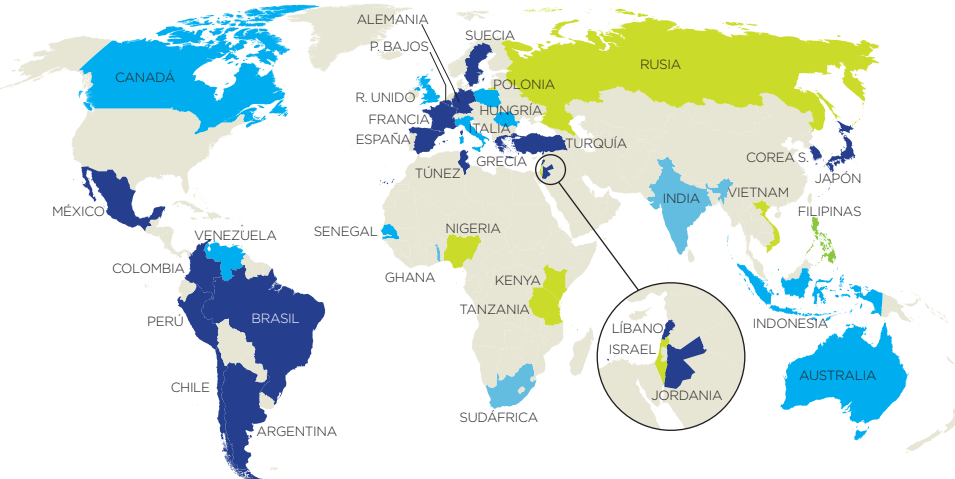 ALEMANIA
SUECIA
P. BAJOS
RUSIA
CANADÁ
POLONIA
R. UNIDO
HUNGRÍA
FRANCIA
ITALIA
ESPAÑA
TURQUÍA
GRECIA
COREA S.
TÚNEZ
JAPÓN
INDIA
VIETNAM
MÉXICO
FILIPINAS
VENEZUELA
SENEGAL
NIGERIA
COLOMBIA
GHANA
KENYA
TANZANIA
PERÚ
BRASIL
INDONESIA
LÍBANO
ISRAEL
AUSTRALIA
CHILE
JORDANIA
SUDÁFRICA
ARGENTINA